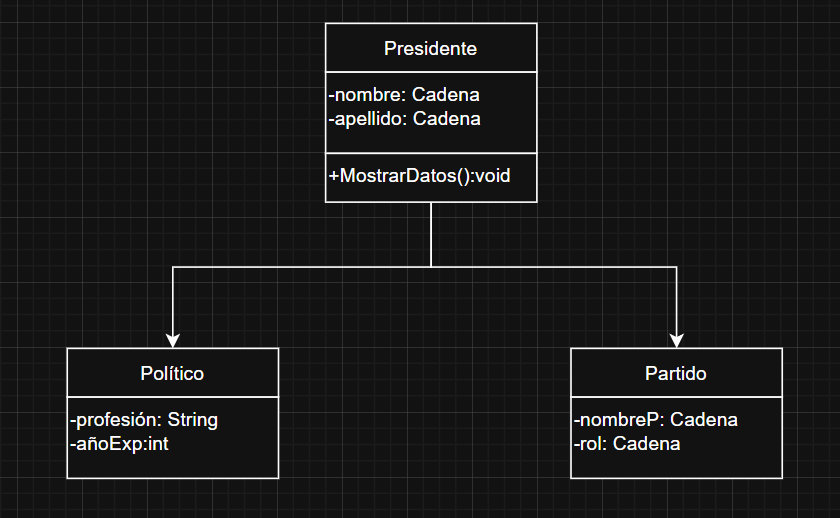 Presidente
-nombre: Cadena
-apellido: Cadena
+MostrarDatos():void
Político
-profesión: String
-añoExp:int
Partido
-nombreP: Cadena
-rol: Cadena